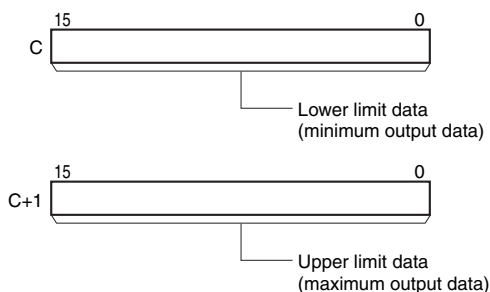 15 0
C
Lower limit data
(minimum output data)
15 0
C+1
Upper limit data
(maximum output data)